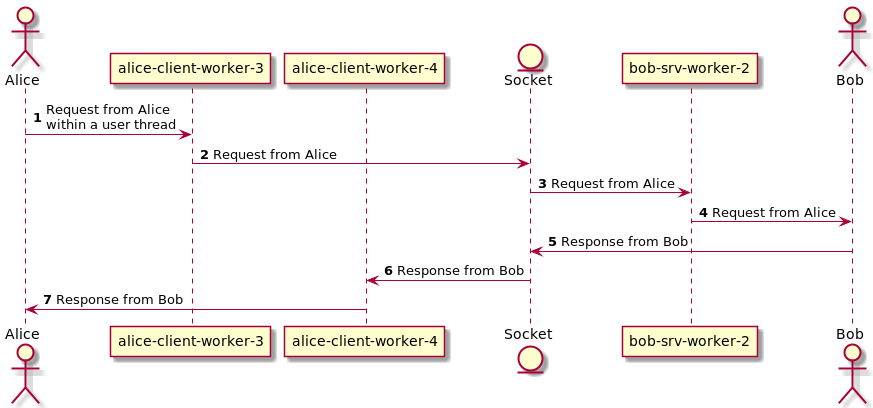 Alice
alice-client-worker-3
alice-client-worker-4
Socket
bob-srv-worker-2
Bob
1 Request from Alice
within a user thread
2 Request from Alice
3 Request from Alice
4 Request from Alice
5 Response from Bob
6 Response from Bob
7 Response from Bob
Alice
alice-client-worker-3
alice-client-worker-4
Socket
bob-srv-worker-2
Bob